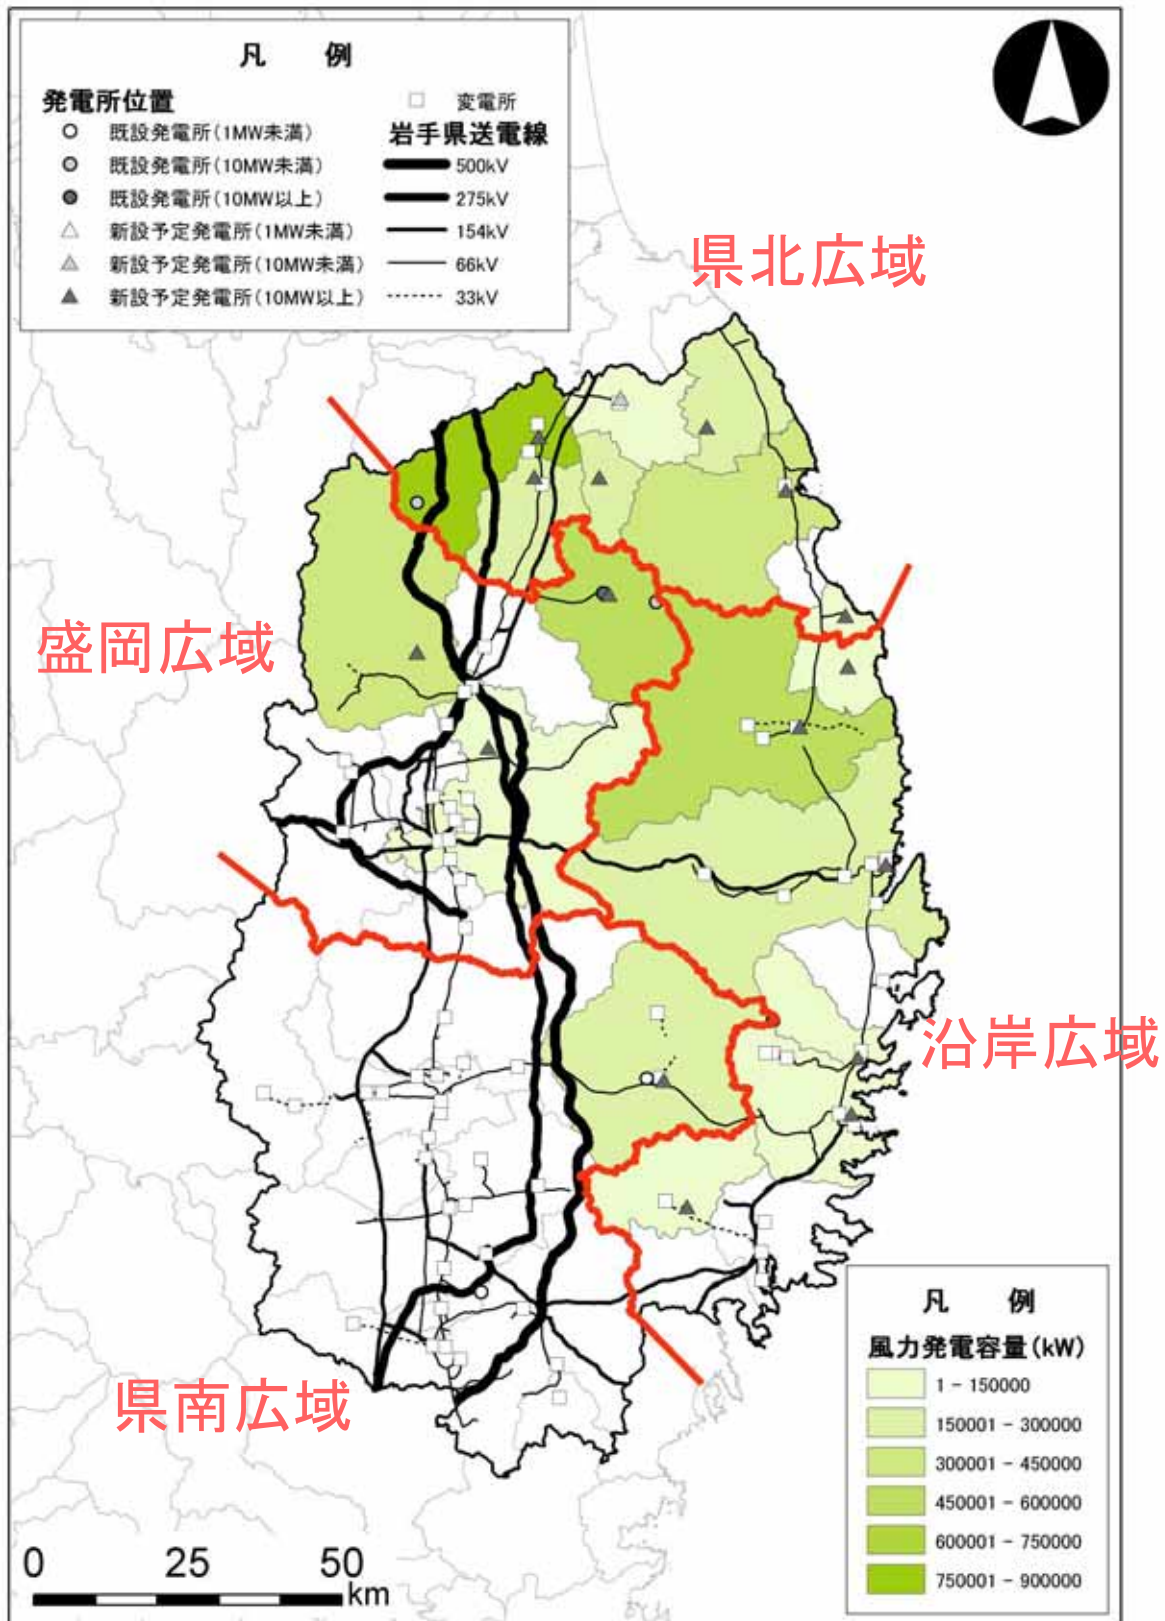 凡 例
発電所位置
既設発電所(1MW未満)
既設発電所(10MW未満)
既設発電所(10MW以上)
新設予定発電所(1MW未満)
新設予定発電所(10MW未満)
新設予定発電所(10MW以上)
変電所
岩手県送電線
500kV
275kV
154kV
66kV
33kV
県北広域
盛岡広域
沿岸広域
県南広域
凡 例
風力発電容量(kW)
1 - 150000
150001 - 300000
300001 - 450000
450001 - 600000
600001 - 750000
750001 - 900000
0 25 50
km